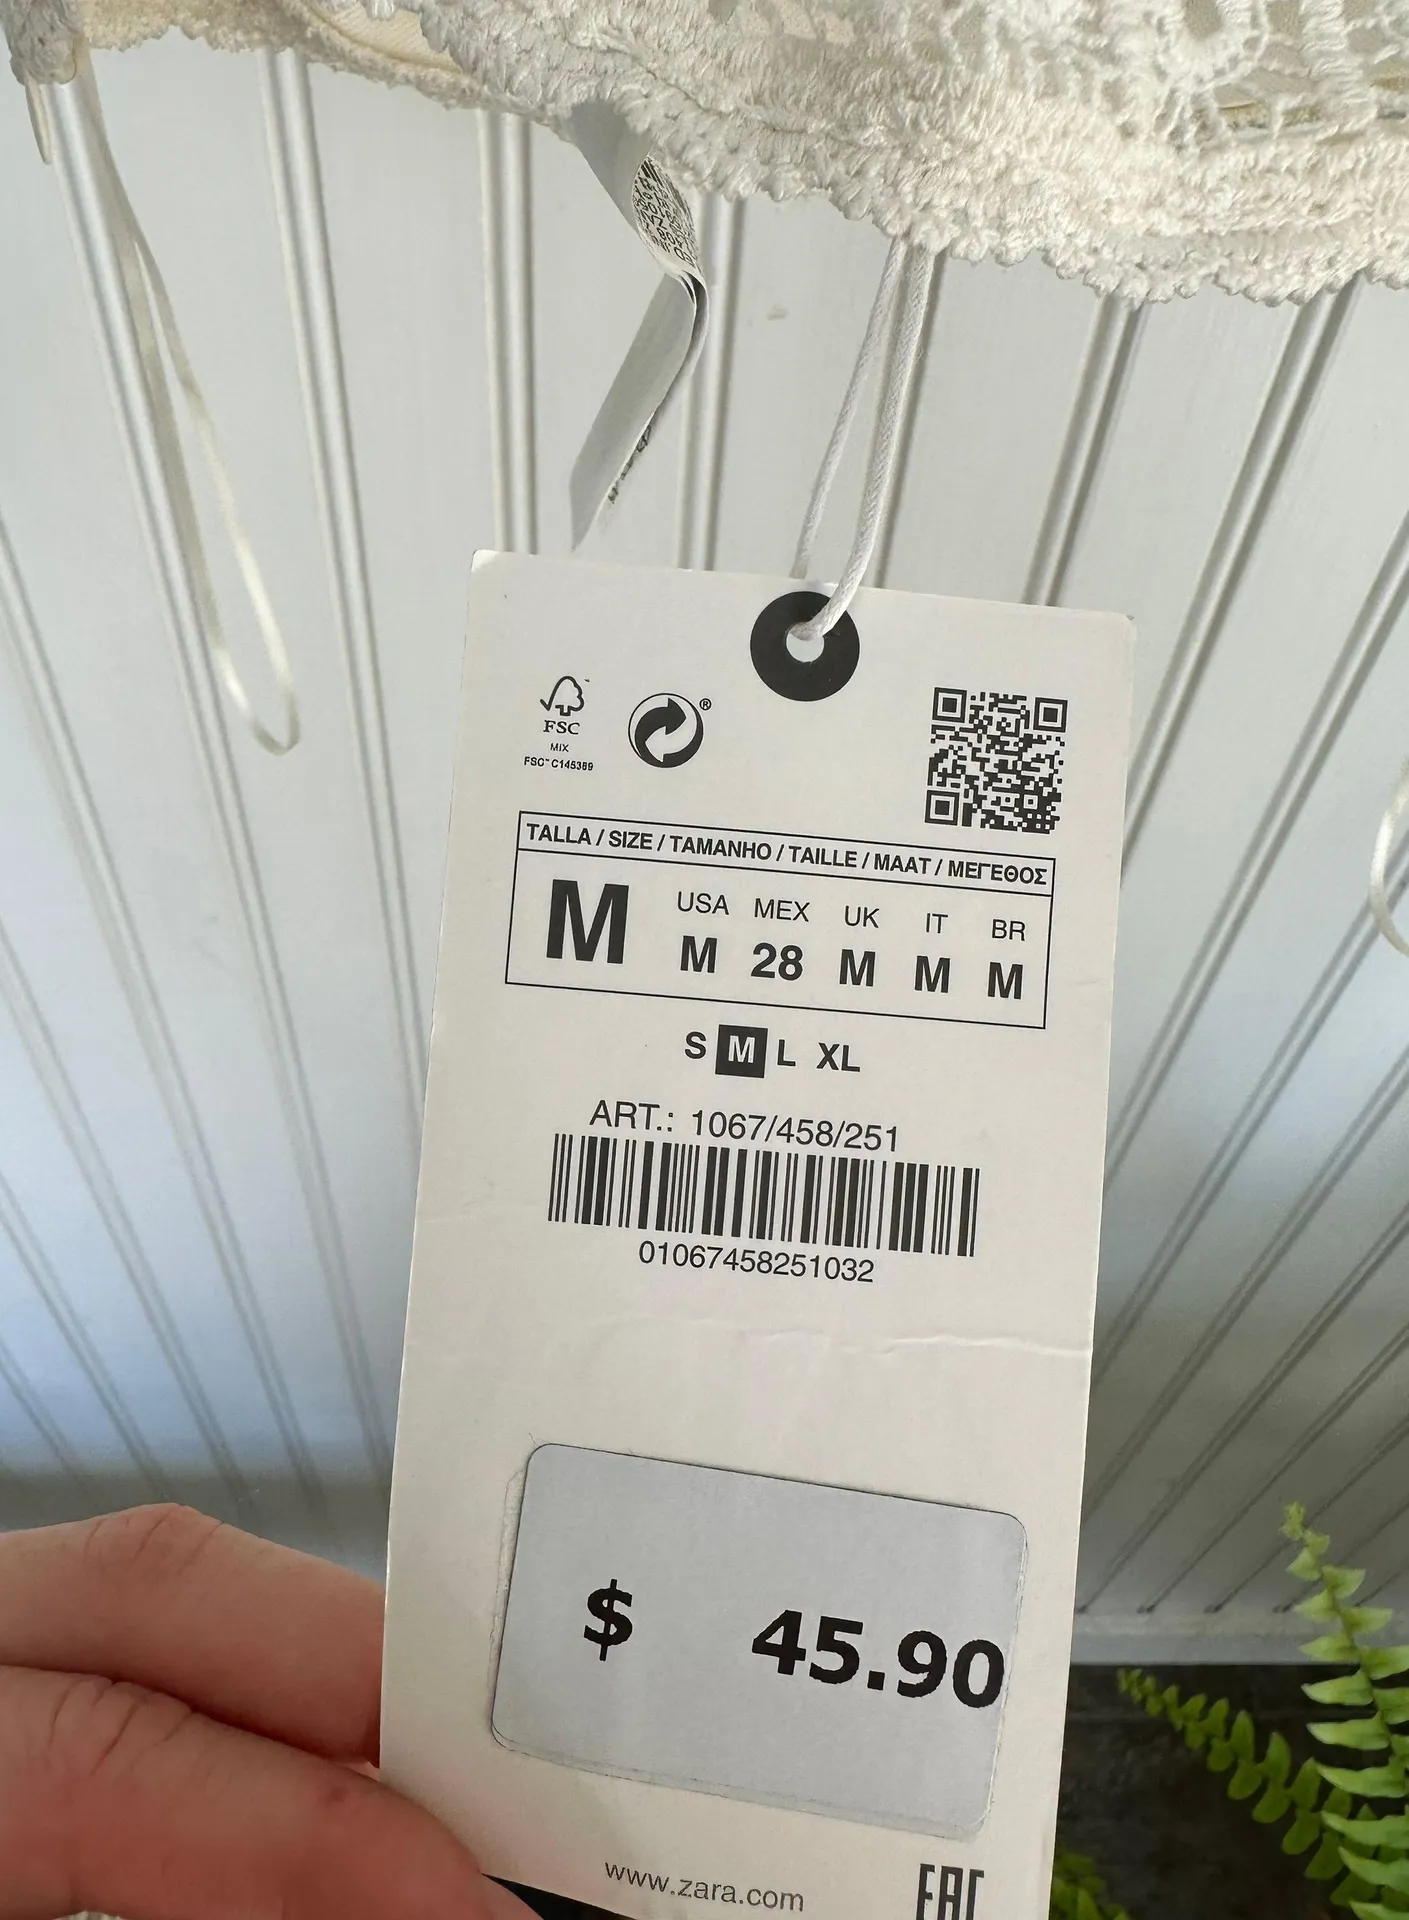 FSC™
MIX
FSC™ C145389
®
TALLA / SIZE / TAMANHO / TAILLE / MAAT / ΜΕΓΕΘΟΣ
M
USA MEX UK IT BR
M 28 M M M
S M L XL
ART.: 1067/458/251
01067458251032
$ 45.90
www.zara.com
EAC